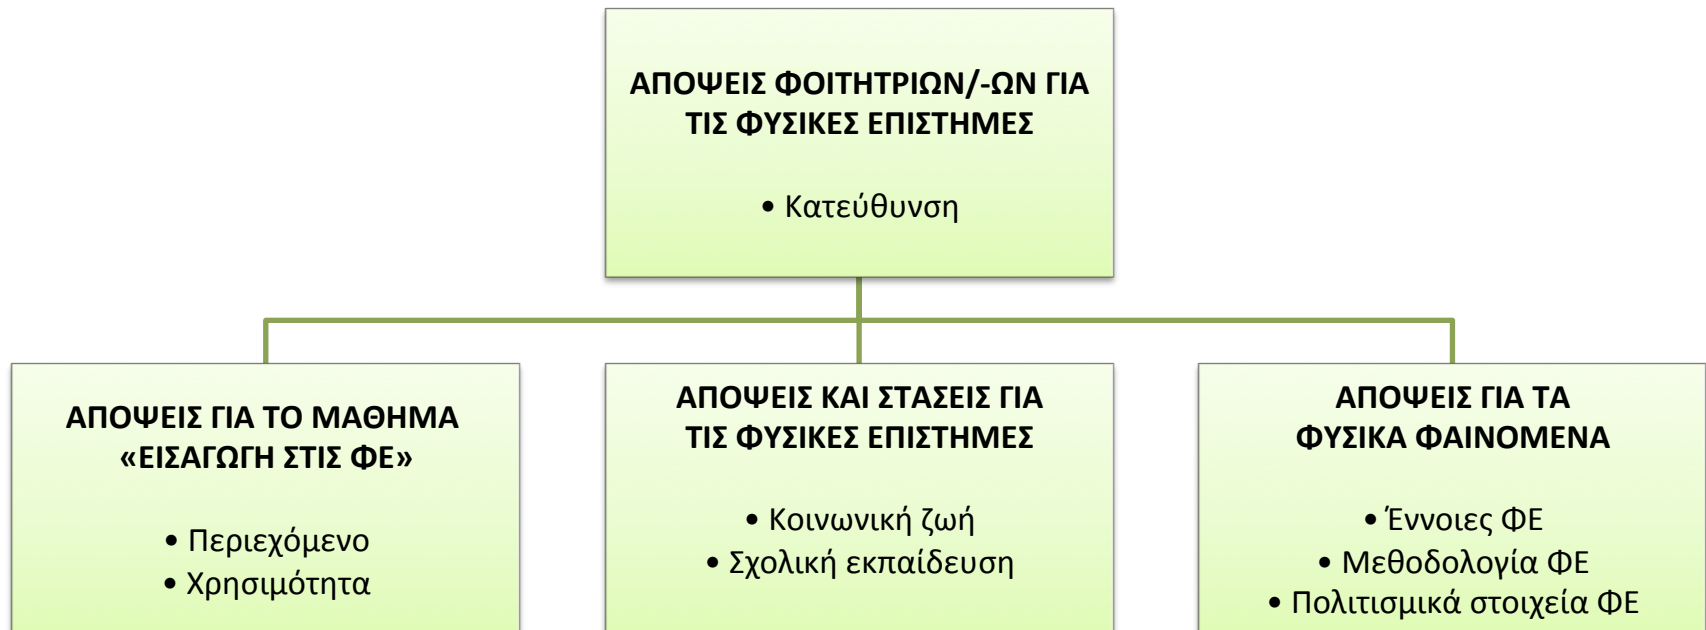 ΑΠΟΨΕΙΣ ΦΟΙΤΗΤΡΙΩΝ/-ΩΝ ΓΙΑ
ΤΙΣ ΦΥΣΙΚΕΣ ΕΠΙΣΤΗΜΕΣ
• Κατεύθυνση
ΑΠΟΨΕΙΣ ΓΙΑ ΤΟ ΜΑΘΗΜΑ
«ΕΙΣΑΓΩΓΗ ΣΤΙΣ ΦΕ»
• Περιεχόμενο
• Χρησιμότητα
ΑΠΟΨΕΙΣ ΚΑΙ ΣΤΑΣΕΙΣ ΓΙΑ
ΤΙΣ ΦΥΣΙΚΕΣ ΕΠΙΣΤΗΜΕΣ
• Κοινωνική ζωή
• Σχολική εκπαίδευση
ΑΠΟΨΕΙΣ ΓΙΑ ΤΑ
ΦΥΣΙΚΑ ΦΑΙΝΟΜΕΝΑ
• Έννοιες ΦΕ
• Μεθοδολογία ΦΕ
• Πολιτισμικά στοιχεία ΦΕ